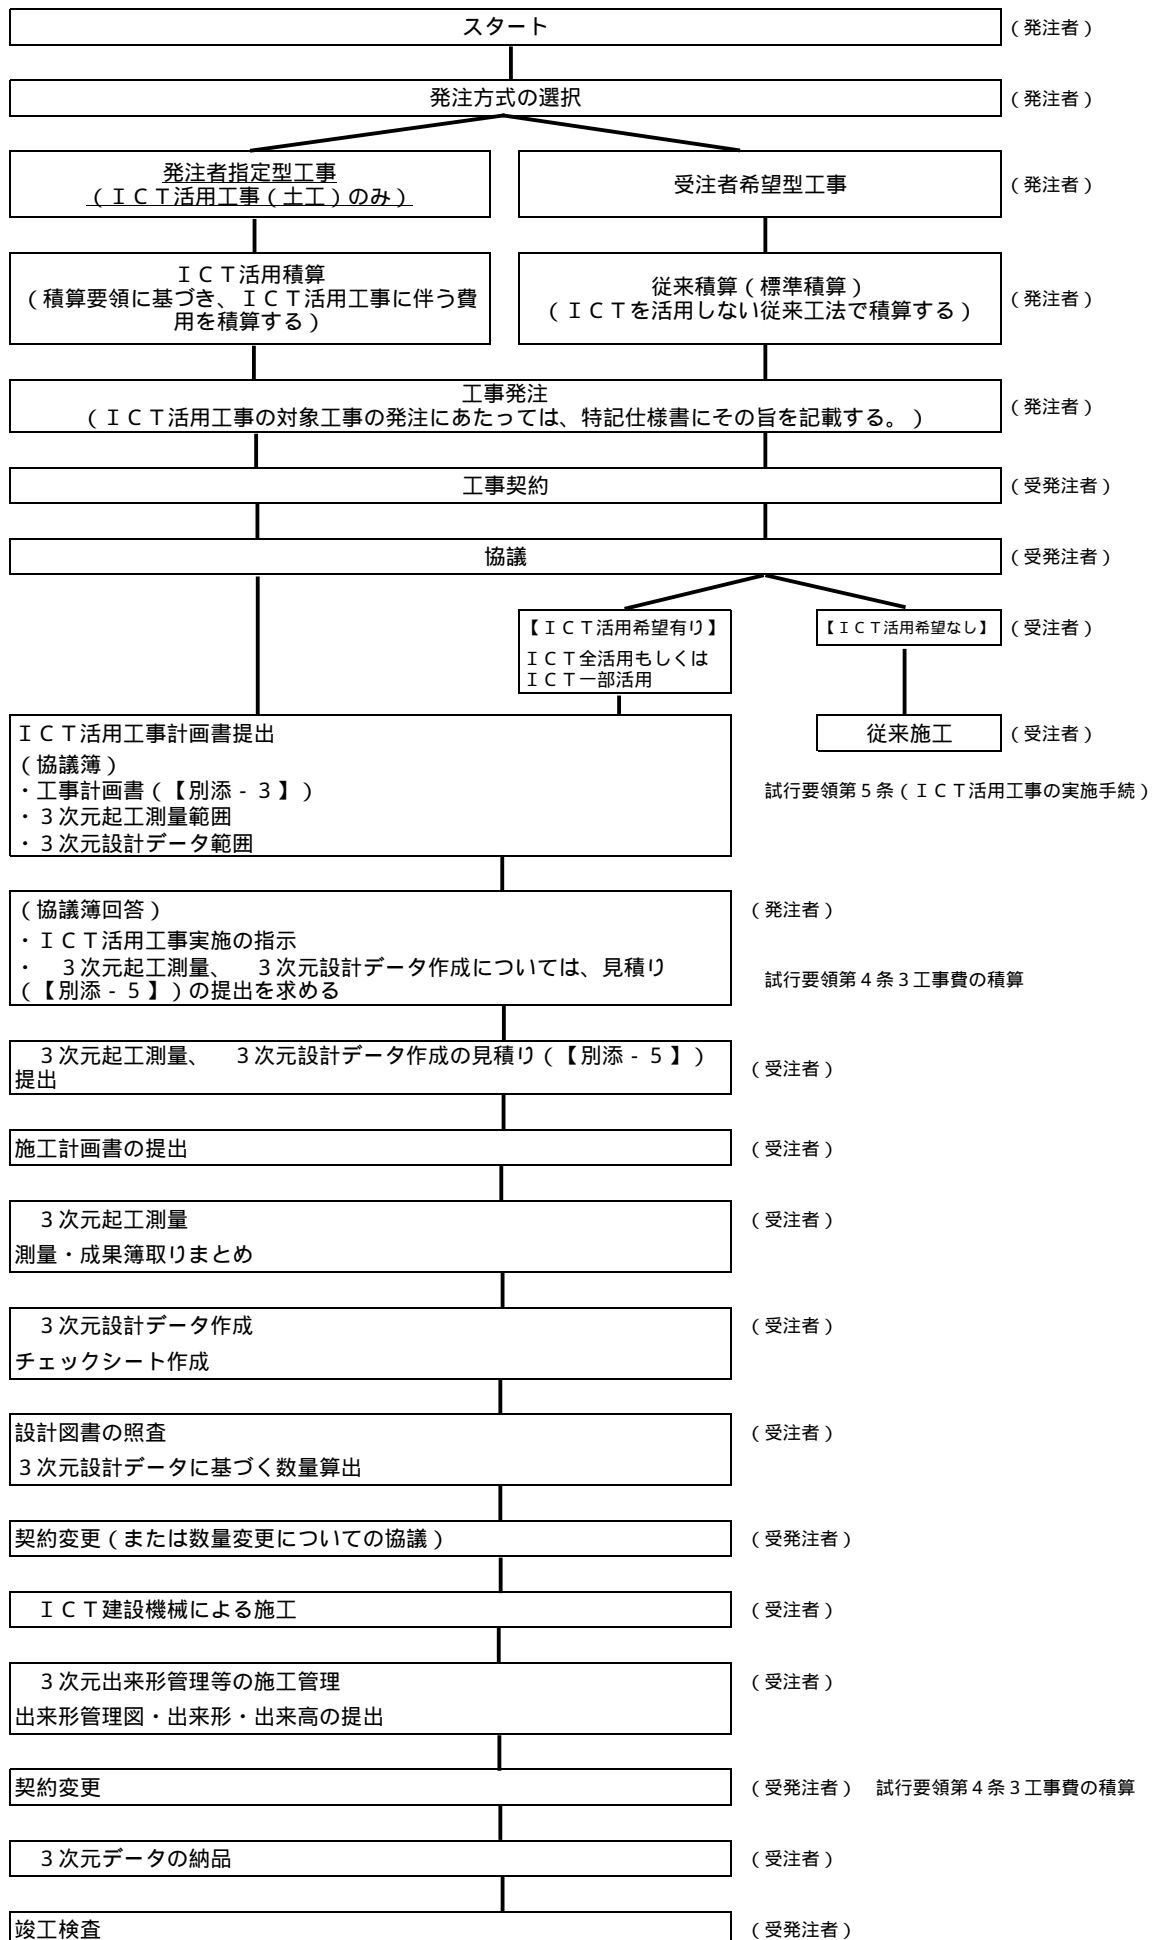 スタート (発注者)
発注方式の選択 (発注者)
発注者指定型工事
(ICT活用工事(土工)のみ)
受注者希望型工事 (発注者)
ICT活用積算
(積算要領に基づき、ICT活用工事に伴う費
用を積算する)
従来積算(標準積算)
(ICTを活用しない従来工法で積算する)
(発注者)
工事発注
(ICT活用工事の対象工事の発注にあたっては、特記仕様書にその旨を記載する。)
(発注者)
工事契約 (受発注者)
協議 (受発注者)
【ICT活用希望有り】
ICT全活用もしくは
ICT一部活用
【ICT活用希望なし】 (受注者)
従来施工 (受注者)
ICT活用工事計画書提出
(協議簿)
・工事計画書(【別添-3】)
・3次元起工測量範囲
・3次元設計データ範囲
試行要領第5条(ICT活用工事の実施手続)
(協議簿回答) (発注者)
・ICT活用工事実施の指示
・ 3次元起工測量、 3次元設計データ作成については、見積り
(【別添-5】)の提出を求める
試行要領第4条3工事費の積算
3次元起工測量、 3次元設計データ作成の見積り(【別添-5】)
提出
(受注者)
施工計画書の提出 (受注者)
3次元起工測量 (受注者)
測量・成果簿取りまとめ
3次元設計データ作成 (受注者)
チェックシート作成
設計図書の照査 (受注者)
3次元設計データに基づく数量算出
契約変更(または数量変更についての協議) (受発注者)
ICT建設機械による施工 (受注者)
3次元出来形管理等の施工管理 (受注者)
出来形管理図・出来形・出来高の提出
契約変更 (受発注者) 試行要領第4条3工事費の積算
3次元データの納品 (受注者)
竣工検査 (受発注者)